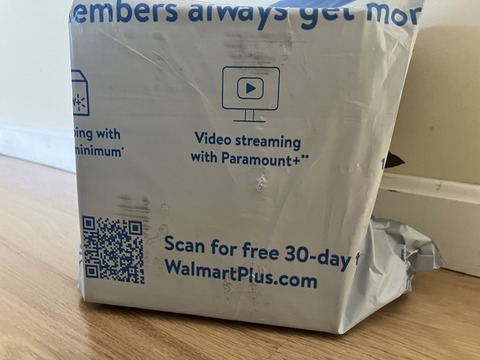 embers always get mor
ping with
minimum*
Video streaming
with Paramount+**
Scan for free 30-day t
WalmartPlus.com